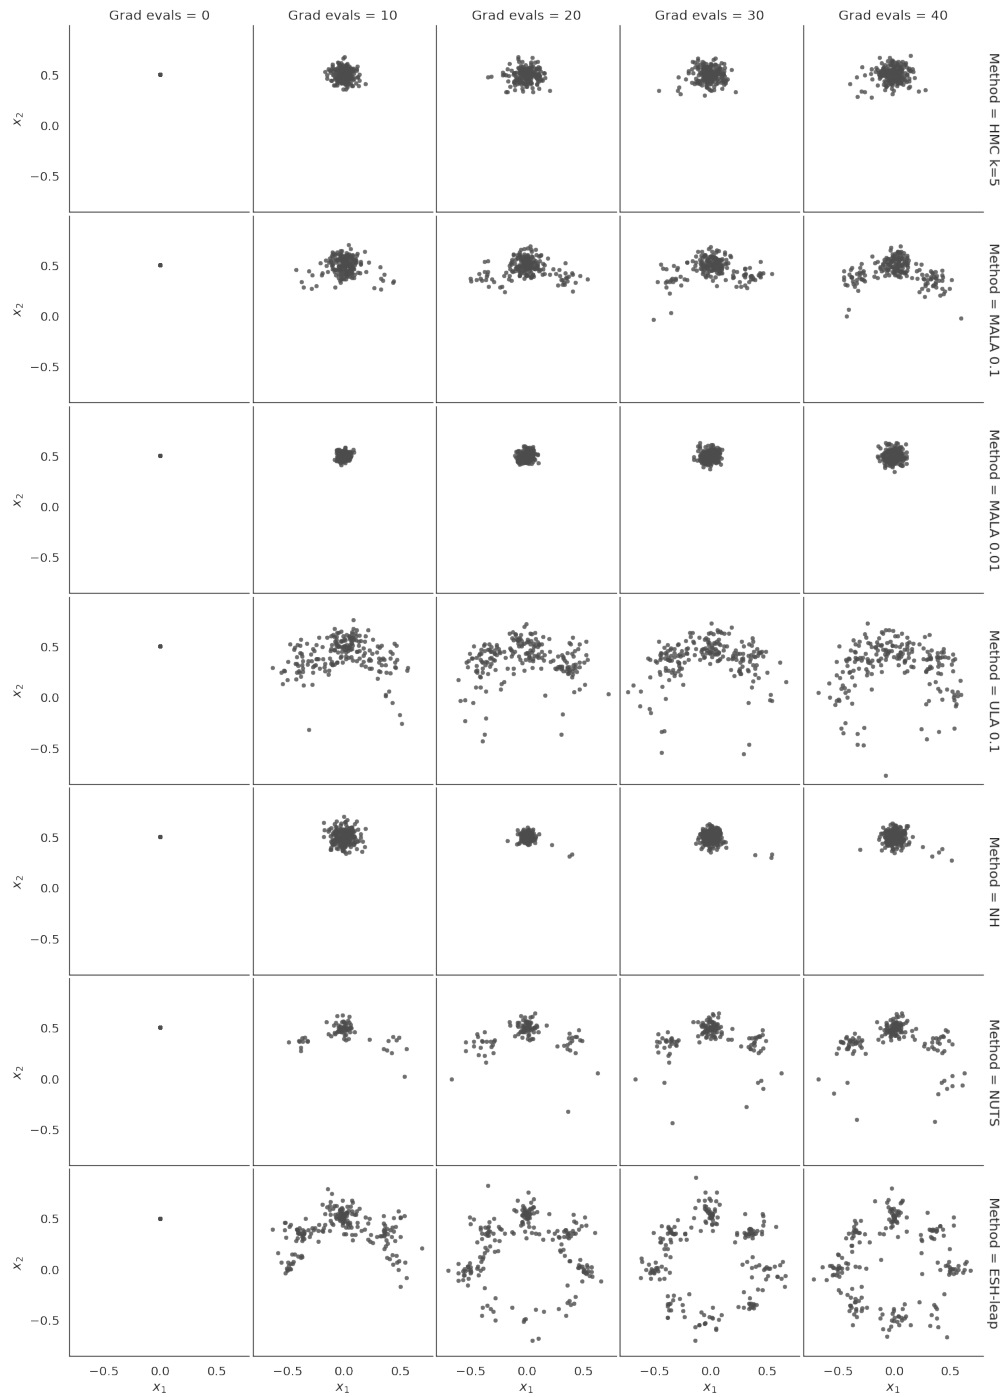 Grad evals = 0 Grad evals = 10 Grad evals = 20 Grad evals = 30 Grad evals = 40
0.5
0.0
−0.5
x₂
Method = HMC k=5
0.5
0.0
−0.5
x₂
Method = MALA 0.1
0.5
0.0
−0.5
x₂
Method = MALA 0.01
0.5
0.0
−0.5
x₂
Method = ULA 0.1
0.5
0.0
−0.5
x₂
Method = NH
0.5
0.0
−0.5
x₂
Method = NUTS
0.5
0.0
−0.5
x₂
Method = ESH-leap
−0.5 0.0 0.5 −0.5 0.0 0.5 −0.5 0.0 0.5 −0.5 0.0 0.5 −0.5 0.0 0.5
x₁ x₁ x₁ x₁ x₁